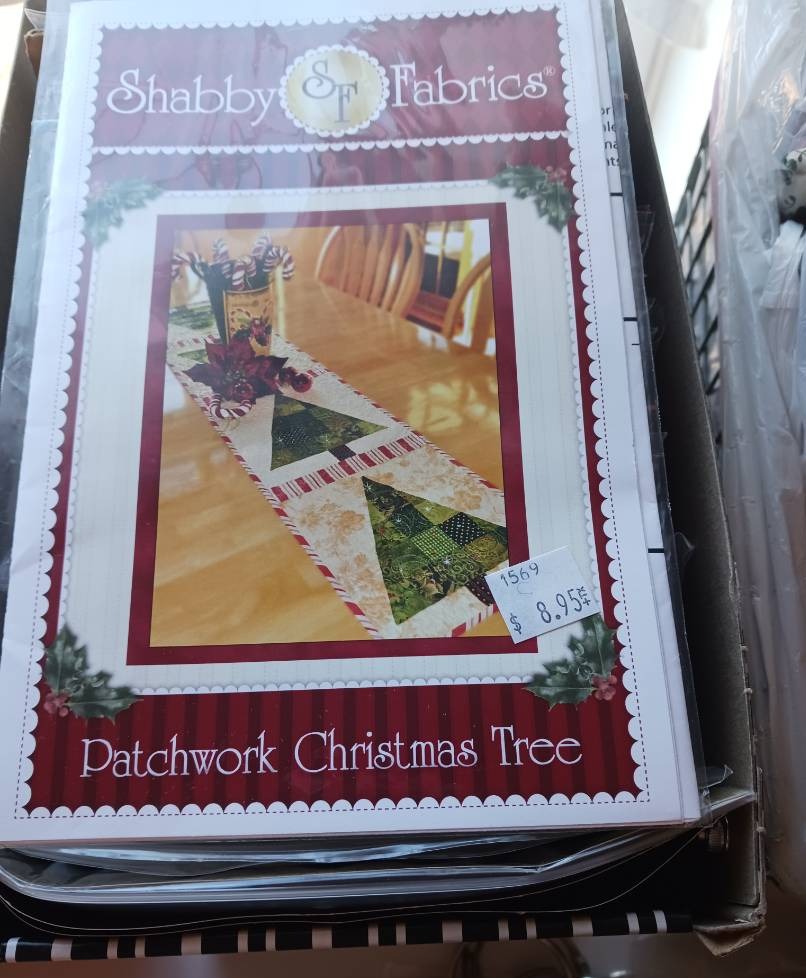 Shabby SF Fabrics®
1569
$ 8.95
Patchwork Christmas Tree